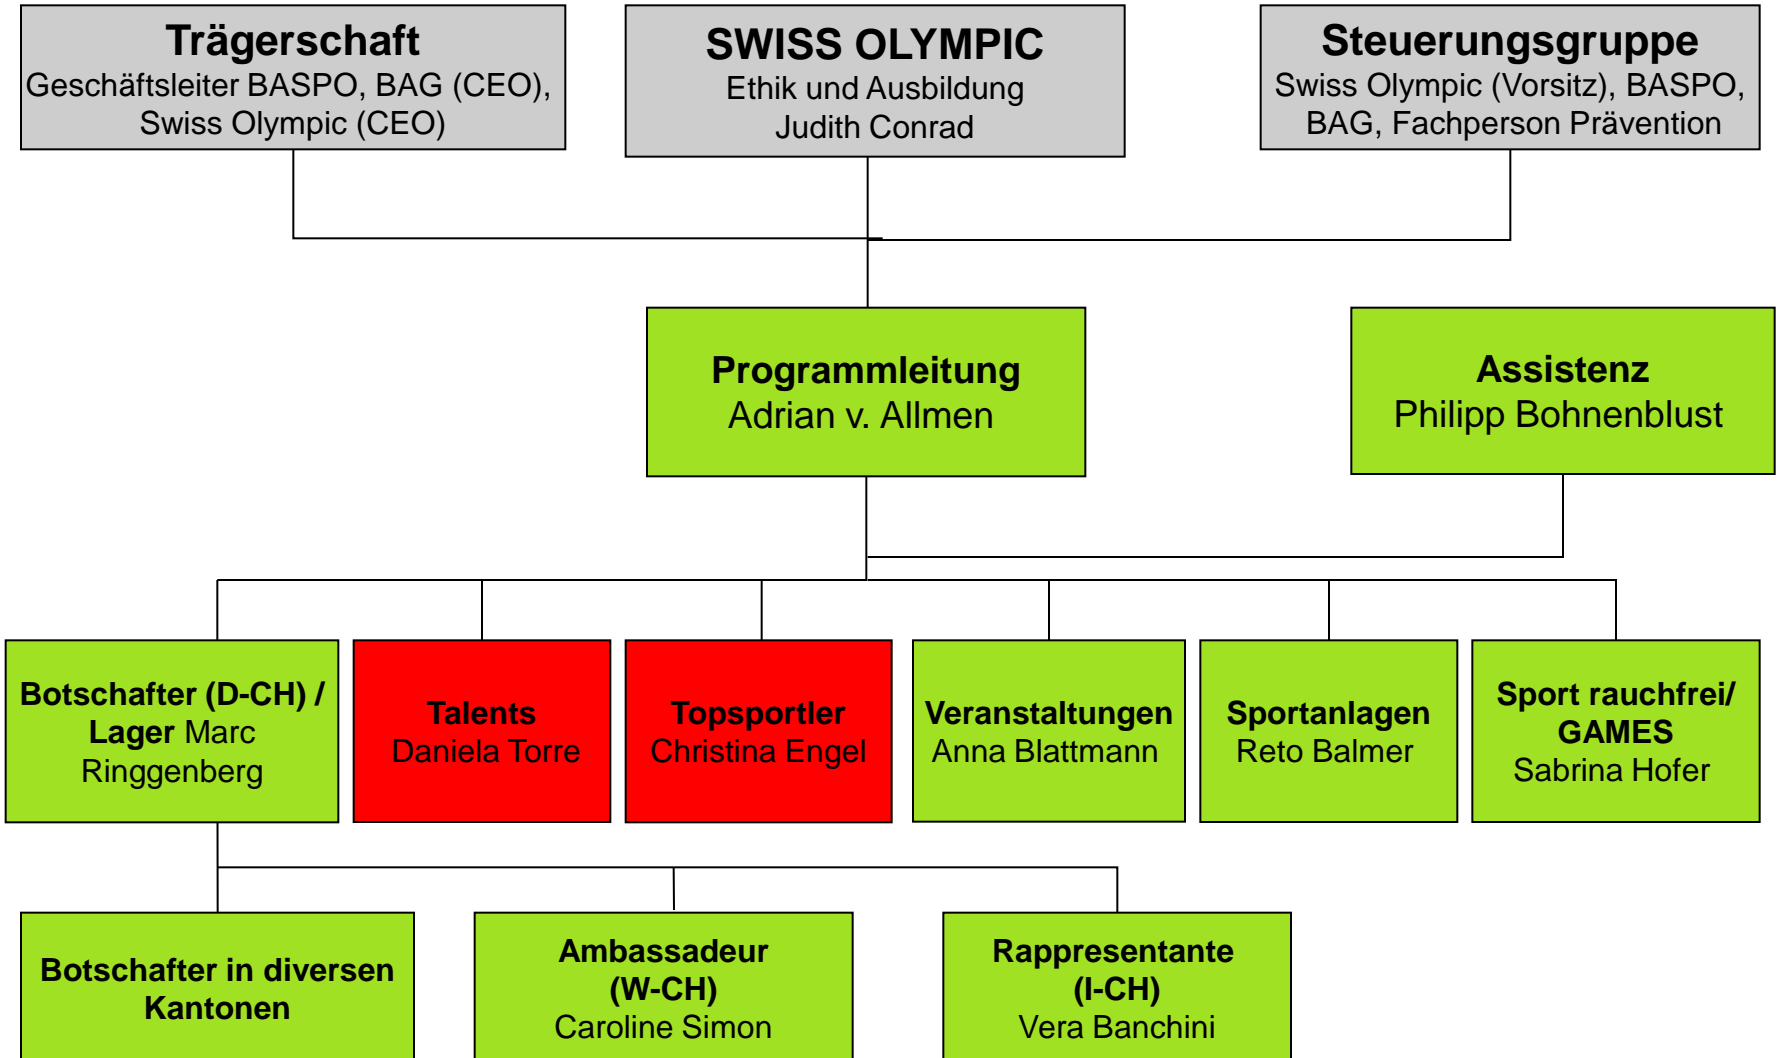 Trägerschaft
Geschäftsleiter BASPO, BAG (CEO),
Swiss Olympic (CEO)
SWISS OLYMPIC
Ethik und Ausbildung
Judith Conrad
Steuerungsgruppe
Swiss Olympic (Vorsitz), BASPO,
BAG, Fachperson Prävention
Programmleitung
Adrian v. Allmen
Assistenz
Philipp Bohnenblust
Botschafter (D-CH) /
Lager Marc
Ringgenberg
Talents
Daniela Torre
Topsportler
Christina Engel
Veranstaltungen
Anna Blattmann
Sportanlagen
Reto Balmer
Sport rauchfrei/
GAMES
Sabrina Hofer
Botschafter in diversen
Kantonen
Ambassadeur
(W-CH)
Caroline Simon
Rappresentante
(I-CH)
Vera Banchini